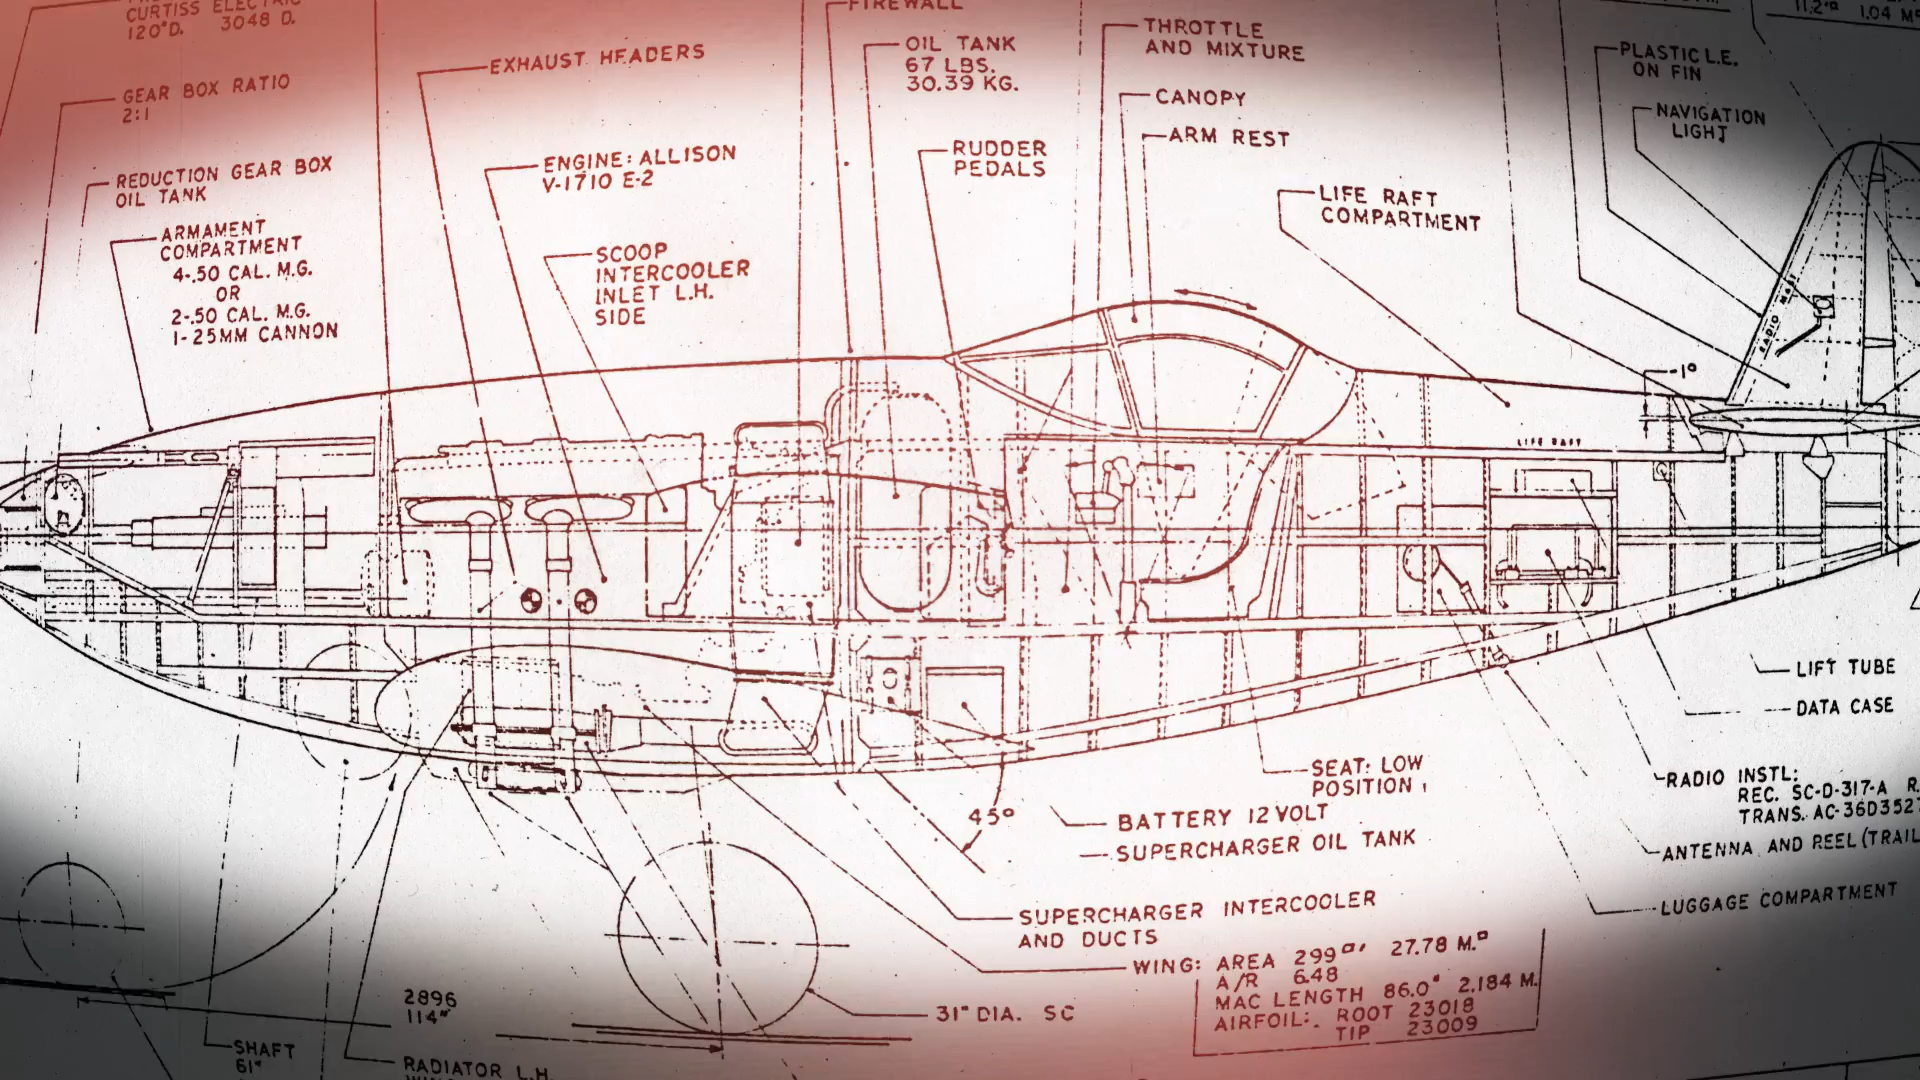 CURTISS ELECTRIC
120°D. 3048 D.
GEAR BOX RATIO
2:1
REDUCTION GEAR BOX
OIL TANK
ARMAMENT
COMPARTMENT
4-.50 CAL. M.G.
OR
2-.50 CAL. M.G.
1-25MM CANNON
EXHAUST HEADERS
ENGINE: ALLISON
V-1710 E-2
SCOOP
INTERCOOLER
INLET L.H.
SIDE
FIREWALL
OIL TANK
67 LBS.
30.39 KG.
RUDDER
PEDALS
THROTTLE
AND MIXTURE
CANOPY
ARM REST
LIFE RAFT
COMPARTMENT
PLASTIC L.E.
ON FIN
NAVIGATION
LIGHT
11.2 1.04
RADIO MAST
-1°
LIFE RAFT
LIFT TUBE
DATA CASE
RADIO INSTL:
REC. SC-D-317-A
TRANS. AC-36D3527
ANTENNA AND REEL (TRAIL
LUGGAGE COMPARTMENT
SEAT: LOW
POSITION
45°
BATTERY 12 VOLT
SUPERCHARGER OIL TANK
SUPERCHARGER INTERCOOLER
AND DUCTS
WING: AREA 299 27.78 M.
A/R 6.48
MAC LENGTH 86.0" 2.184 M.
AIRFOIL: ROOT 23018
TIP 23009
31" DIA. SC
2896
114"
SHAFT
61"
RADIATOR L.H.